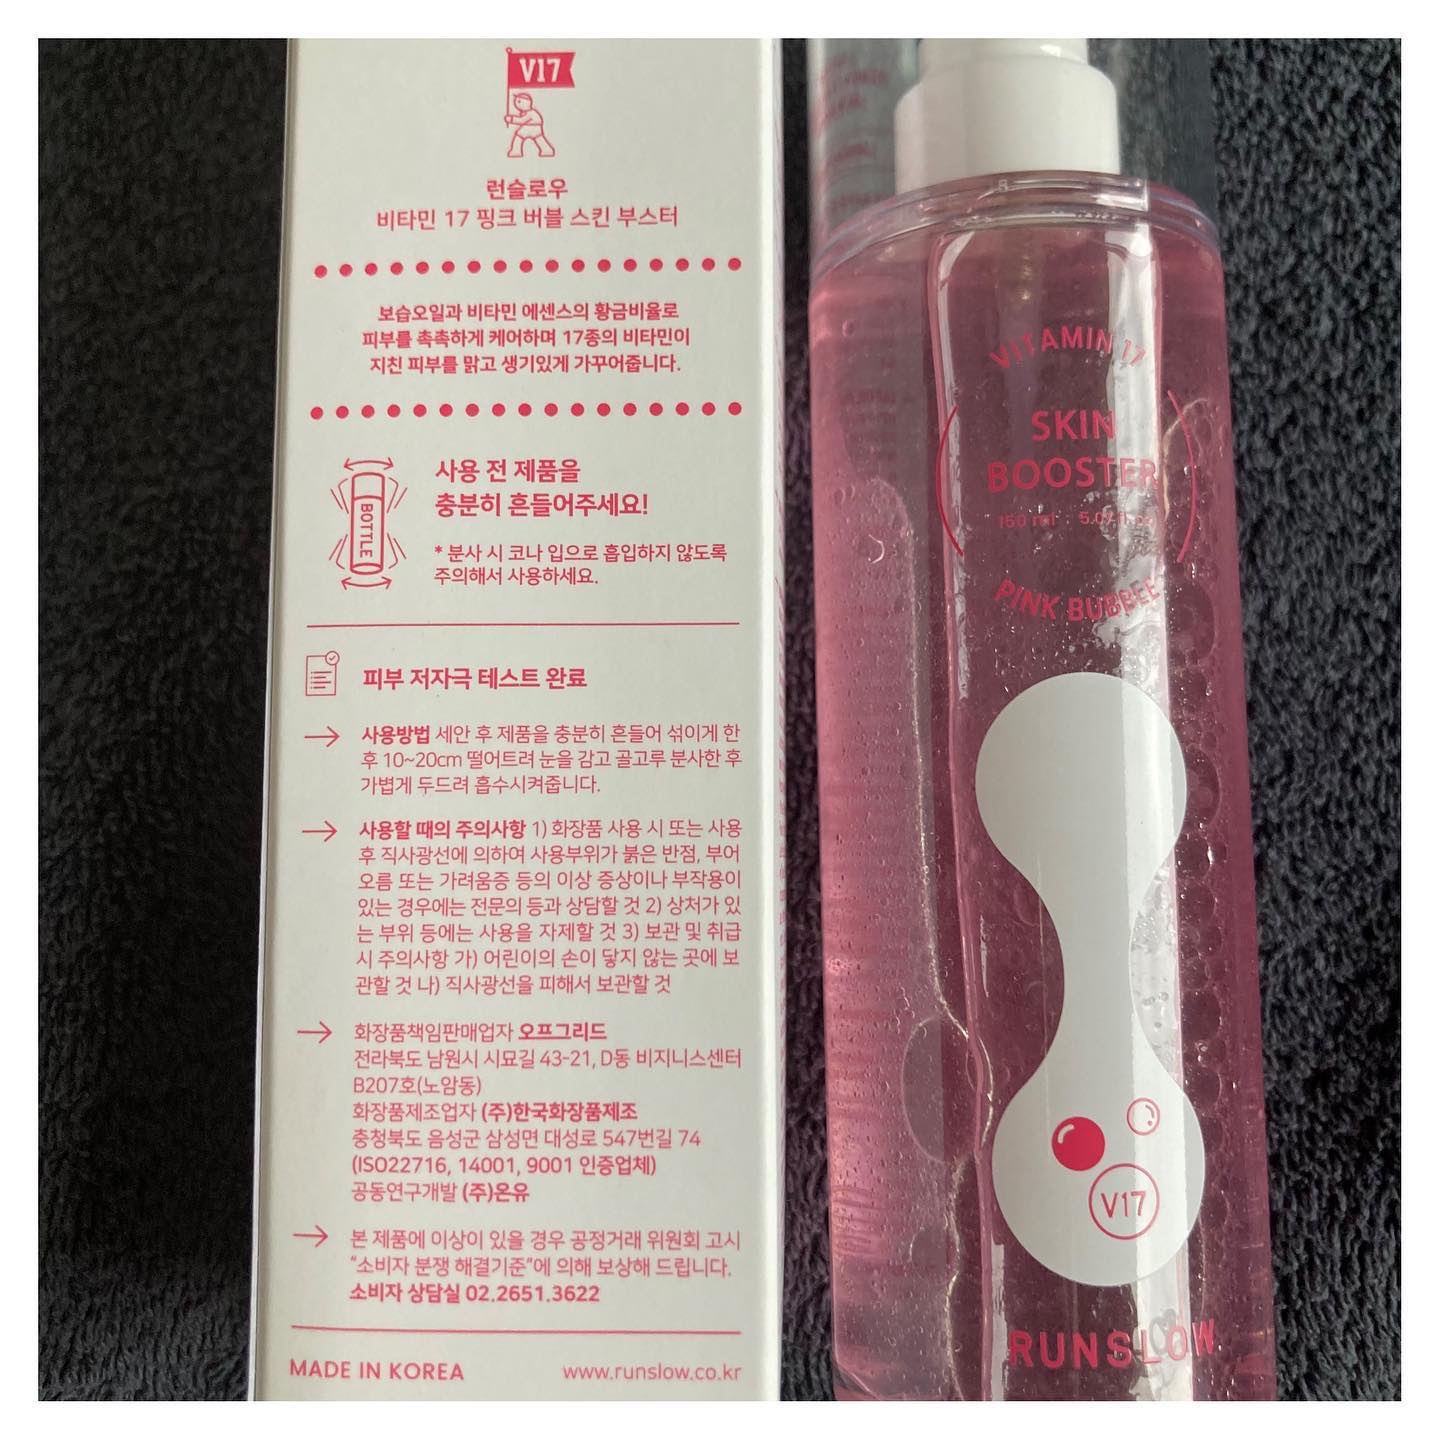 V17
런슬로우
비타민 17 핑크 버블 스킨 부스터
보습오일과 비타민 에센스의 황금비율로
피부를 촉촉하게 케어하며 17종의 비타민이
지친 피부를 맑고 생기있게 가꾸어줍니다.
BOTTLE
사용 전 제품을
충분히 흔들어주세요!
* 분사 시 코나 입으로 흡입하지 않도록
주의해서 사용하세요.
피부 저자극 테스트 완료
→ 사용방법 세안 후 제품을 충분히 흔들어 섞이게 한
후 10~20cm 떨어트려 눈을 감고 골고루 분사한 후
가볍게 두드려 흡수시켜줍니다.
→ 사용할 때의 주의사항 1) 화장품 사용 시 또는 사용
후 직사광선에 의하여 사용부위가 붉은 반점, 부어
오름 또는 가려움증 등의 이상 증상이나 부작용이
있는 경우에는 전문의 등과 상담할 것 2) 상처가 있
는 부위 등에는 사용을 자제할 것 3) 보관 및 취급
시 주의사항 가) 어린이의 손이 닿지 않는 곳에 보
관할 것 나) 직사광선을 피해서 보관할 것
→ 화장품책임판매업자 오프그리드
전라북도 남원시 시묘길 43-21, D동 비지니스센터
B207호(노암동)
화장품제조업자 (주)한국화장품제조
충청북도 음성군 삼성면 대성로 547번길 74
(ISO22716, 14001, 9001 인증업체)
공동연구개발 (주)온유
→ 본 제품에 이상이 있을 경우 공정거래 위원회 고시
"소비자 분쟁 해결기준"에 의해 보상해 드립니다.
소비자 상담실 02.2651.3622
MADE IN KOREA www.runslow.co.kr
VITAMIN 17
SKIN
BOOSTER
150 ml 5.07 fl.oz
PINK BUBBLE
V17
RUNSLOW